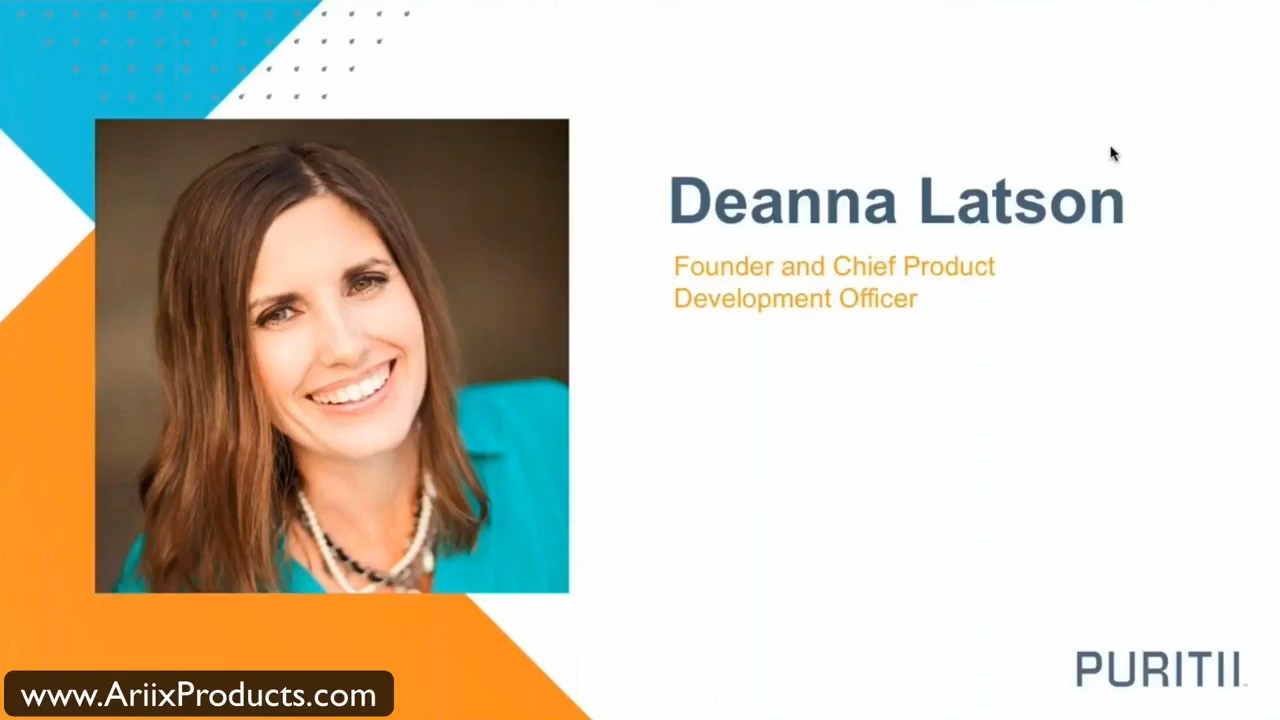 Deanna Latson
Founder and Chief Product
Development Officer
PURITII
www.AriixProducts.com